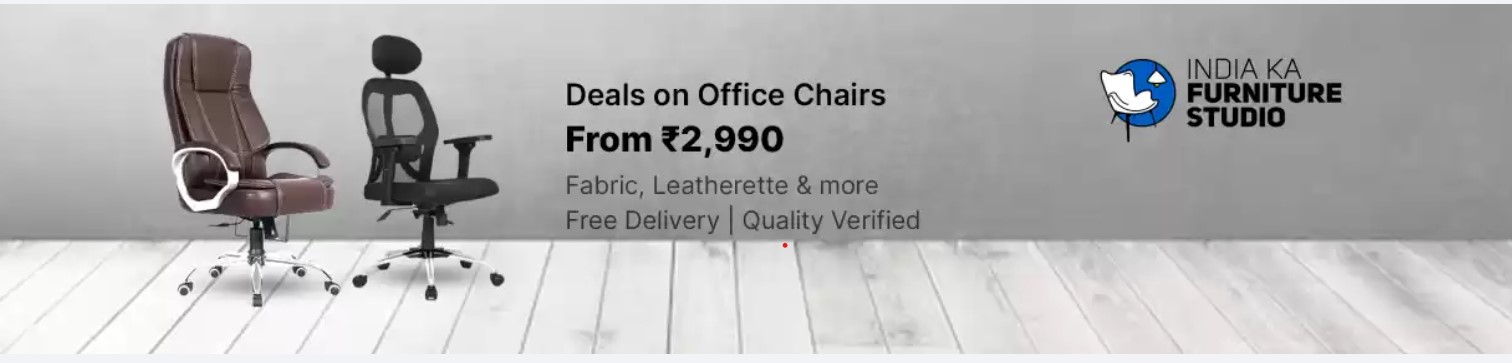 Deals on Office Chairs
From ₹2,990
Fabric, Leatherette & more
Free Delivery | Quality Verified
INDIA KA
FURNITURE
STUDIO